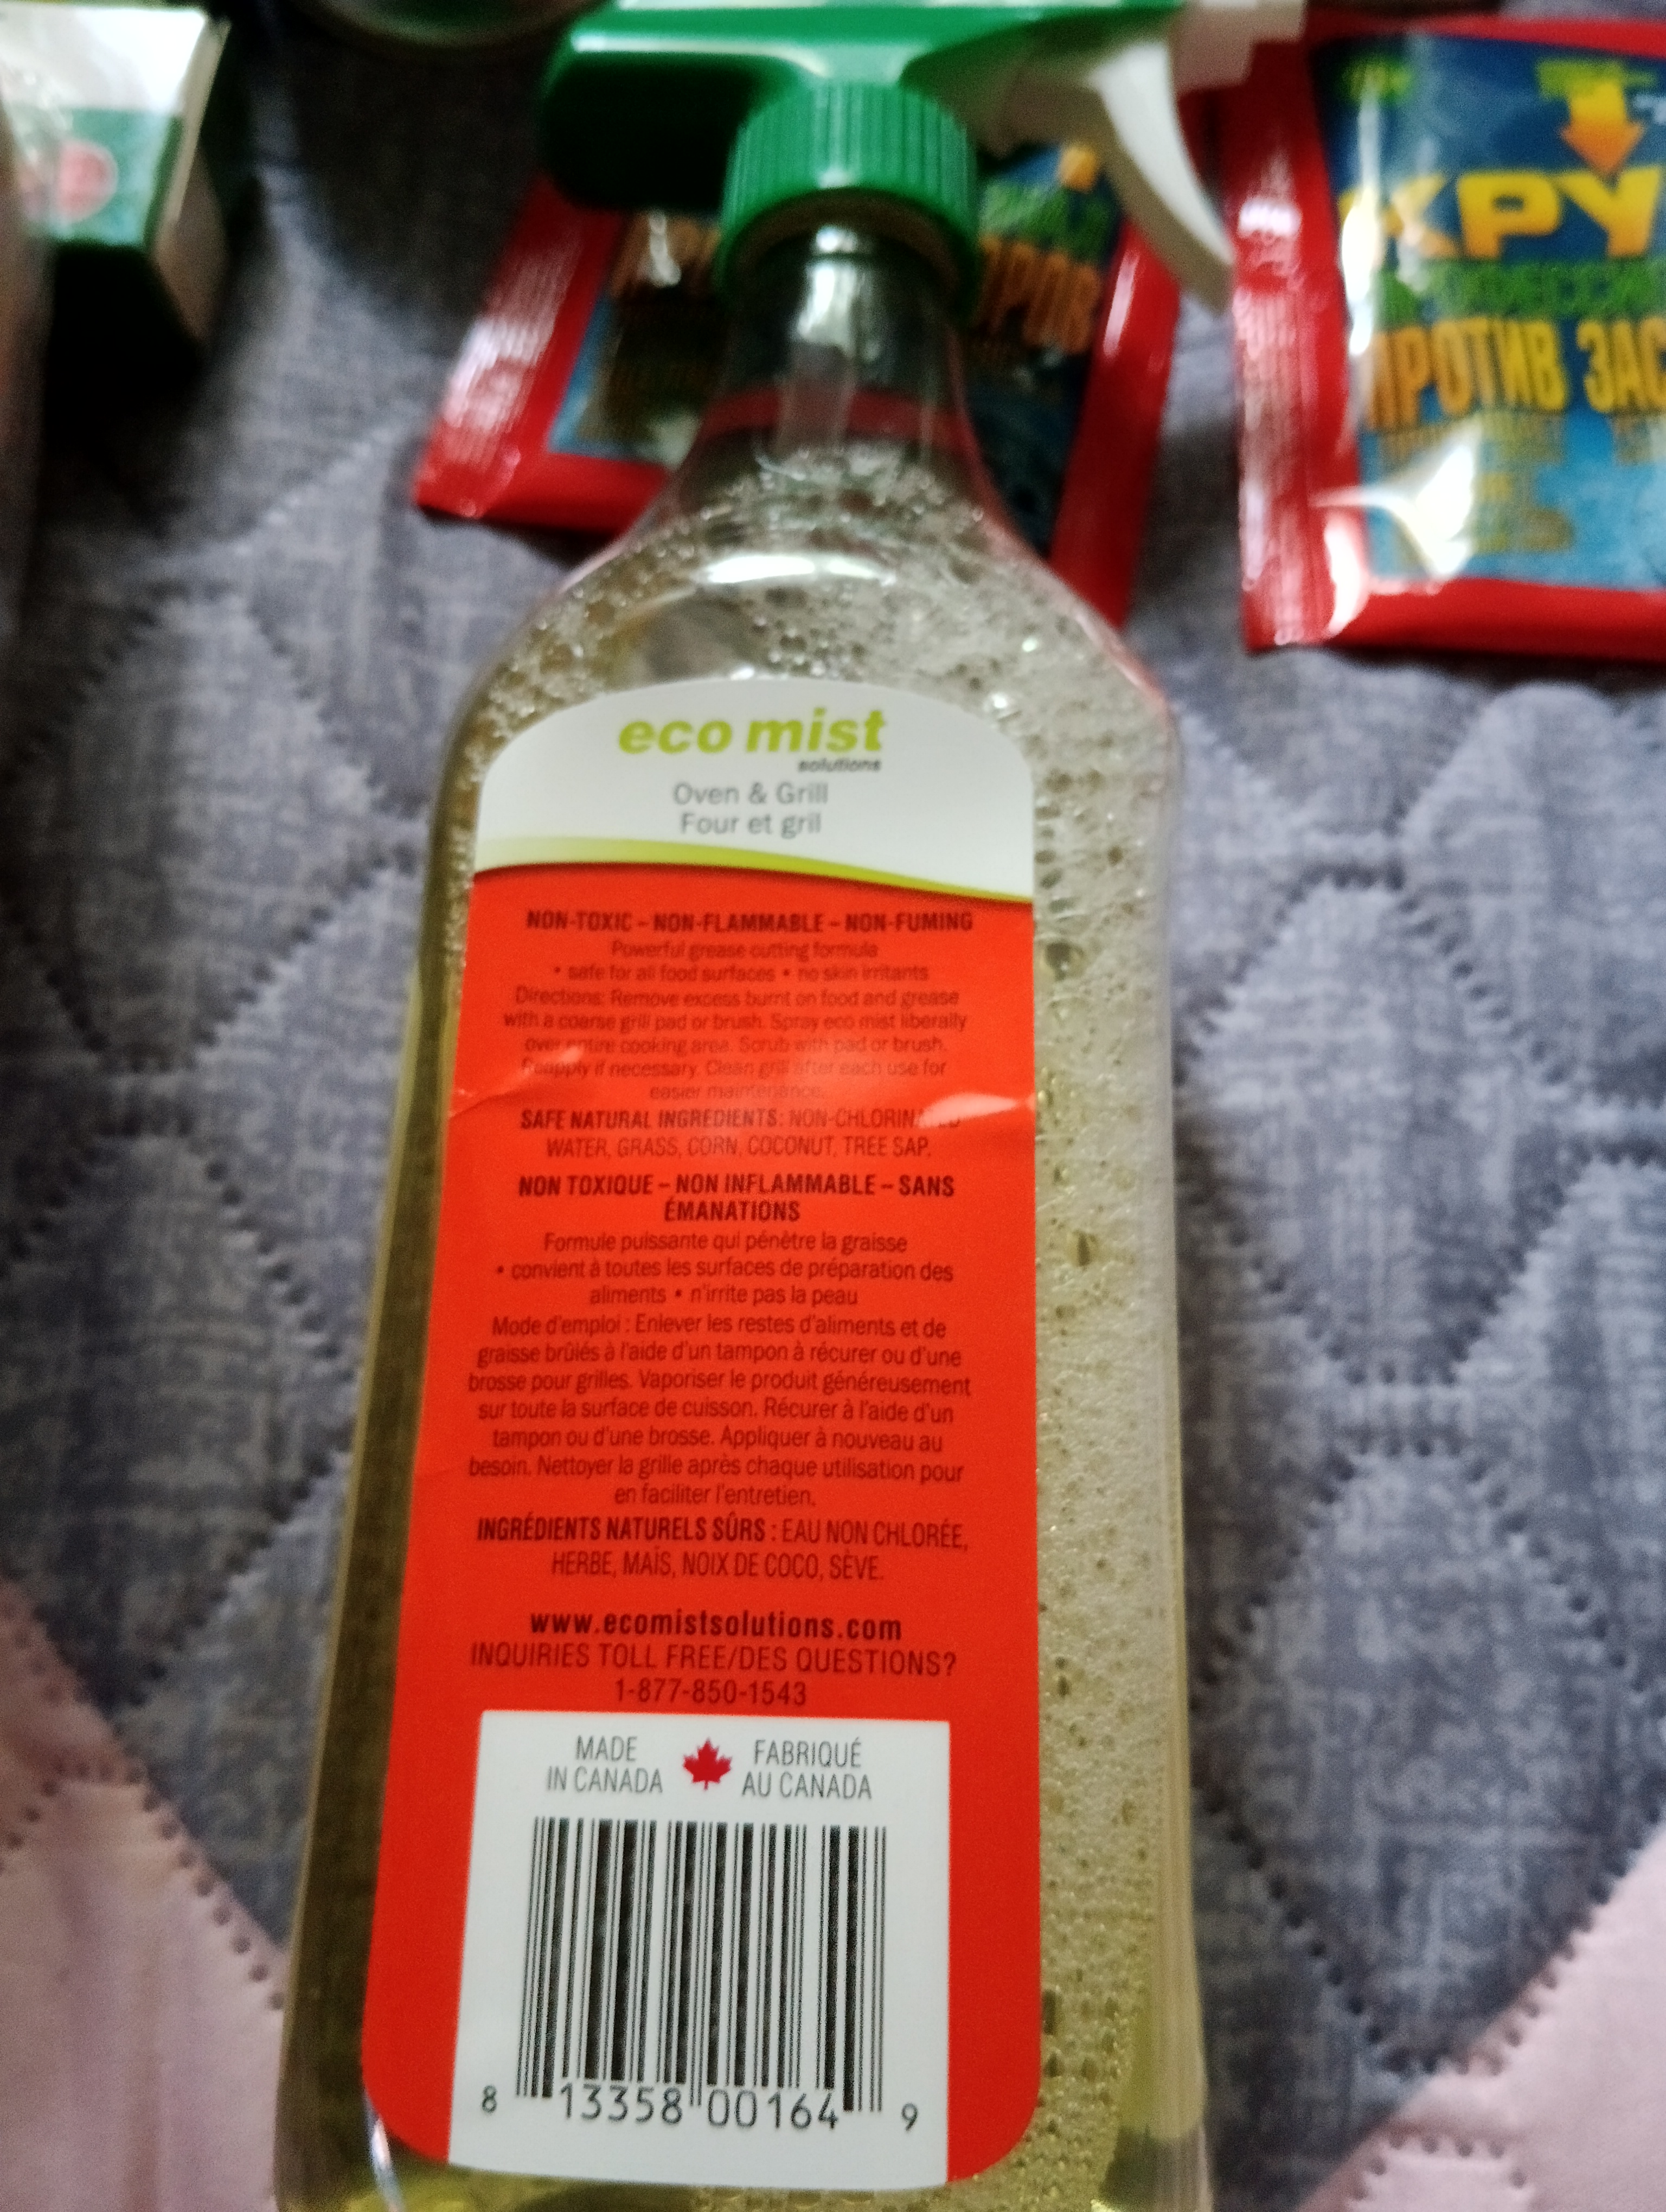 КРУ
ПРОТИВ ЗАС
eco mist
solutions
Oven & Grill
Four et gril
NON-TOXIC – NON-FLAMMABLE – NON-FUMING
Powerful grease cutting formula
• safe for all food surfaces • no skin irritants
Directions: Remove excess burnt on food and grease
with a coarse grill pad or brush. Spray eco mist liberally
over entire cooking area. Scrub with pad or brush.
Reapply if necessary. Clean grill after each use for
easier maintenance.
SAFE NATURAL INGREDIENTS: NON-CHLORINATED
WATER, GRASS, CORN, COCONUT, TREE SAP.
NON TOXIQUE – NON INFLAMMABLE – SANS
ÉMANATIONS
Formule puissante qui pénètre la graisse
• convient à toutes les surfaces de préparation des
aliments • n'irrite pas la peau
Mode d'emploi : Enlever les restes d'aliments et de
graisse brûlés à l'aide d'un tampon à récurer ou d'une
brosse pour grilles. Vaporiser le produit généreusement
sur toute la surface de cuisson. Récurer à l'aide d'un
tampon ou d'une brosse. Appliquer à nouveau au
besoin. Nettoyer la grille après chaque utilisation pour
en faciliter l'entretien.
INGRÉDIENTS NATURELS SÛRS : EAU NON CHLORÉE,
HERBE, MAÏS, NOIX DE COCO, SÈVE.
www.ecomistsolutions.com
INQUIRIES TOLL FREE/DES QUESTIONS?
1-877-850-1543
MADE IN CANADA
FABRIQUÉ AU CANADA
8 13358 00164 9